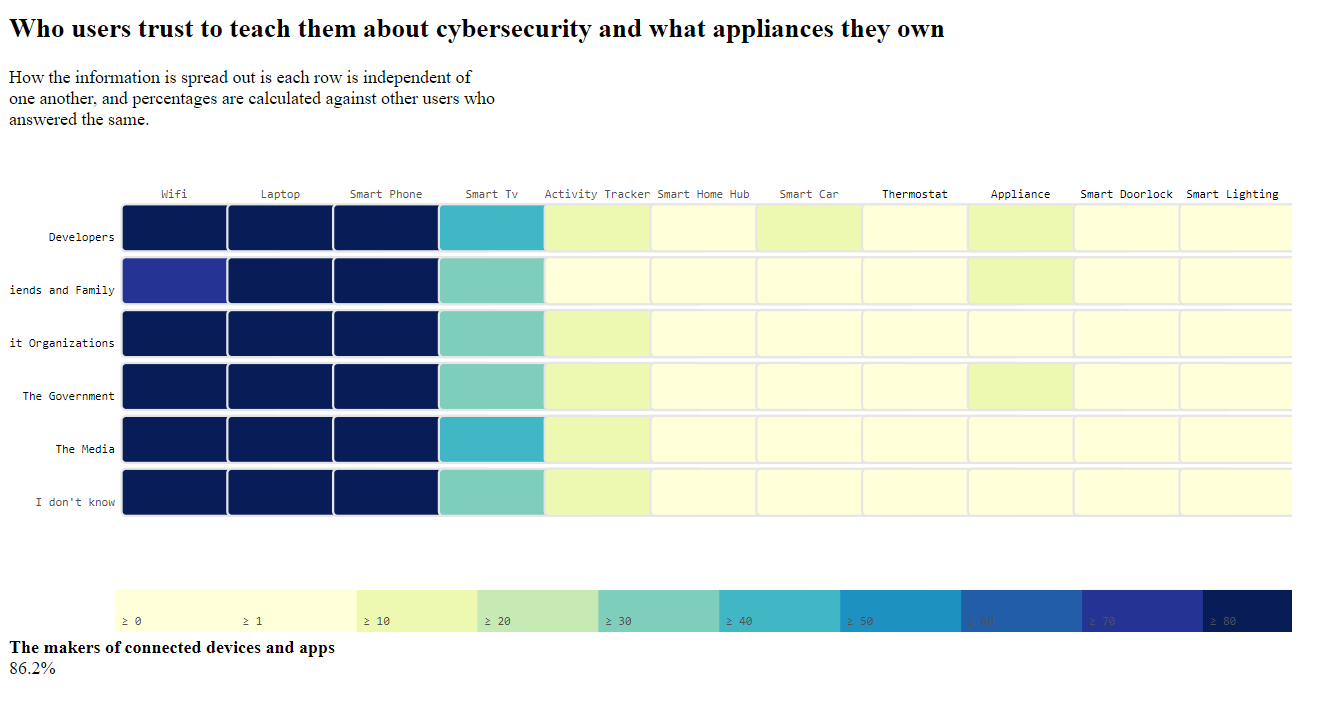 Who users trust to teach them about cybersecurity and what appliances they own
How the information is spread out is each row is independent of
one another, and percentages are calculated against other users who
answered the same.
Wifi Laptop Smart Phone Smart Tv Activity Tracker Smart Home Hub Smart Car Thermostat Appliance Smart Doorlock Smart Lighting
Developers
iends and Family
it Organizations
The Government
The Media
I don't know
≥ 0 ≥ 1 ≥ 10 ≥ 20 ≥ 30 ≥ 40 ≥ 50 ≥ 60 ≥ 70 ≥ 80
The makers of connected devices and apps
86.2%